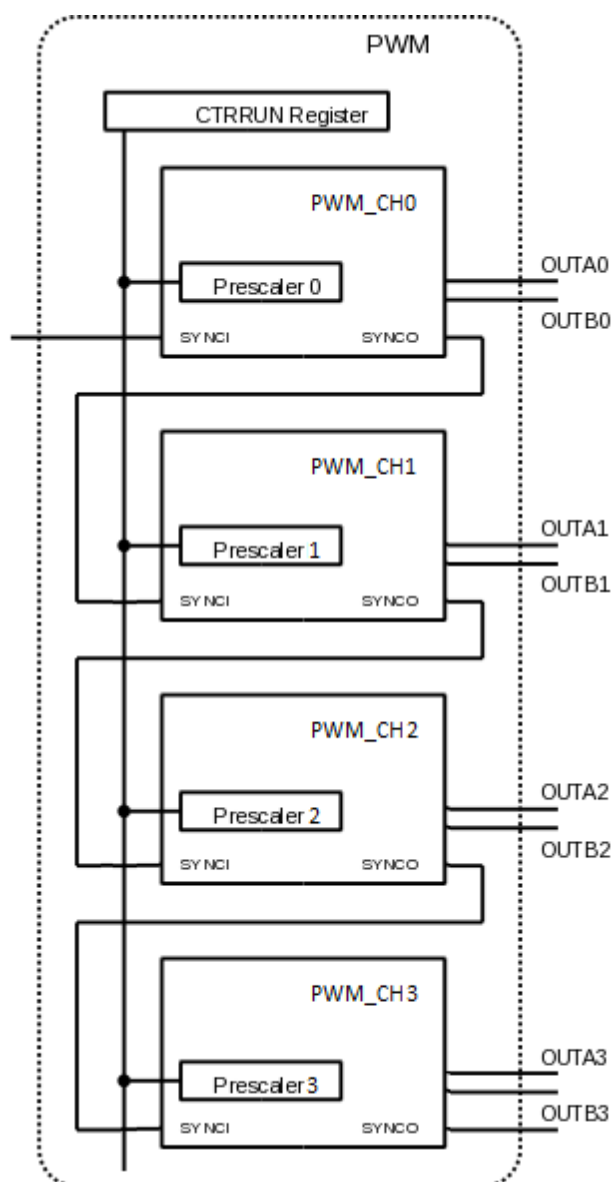 PWM
CTRRUN Register
PWM_CH0
Prescaler 0
SYNCI SYNCO
OUTA0
OUTB0
PWM_CH1
Prescaler 1
SYNCI SYNCO
OUTA1
OUTB1
PWM_CH2
Prescaler 2
SYNCI SYNCO
OUTA2
OUTB2
PWM_CH3
Prescaler 3
SYNCI SYNCO
OUTA3
OUTB3